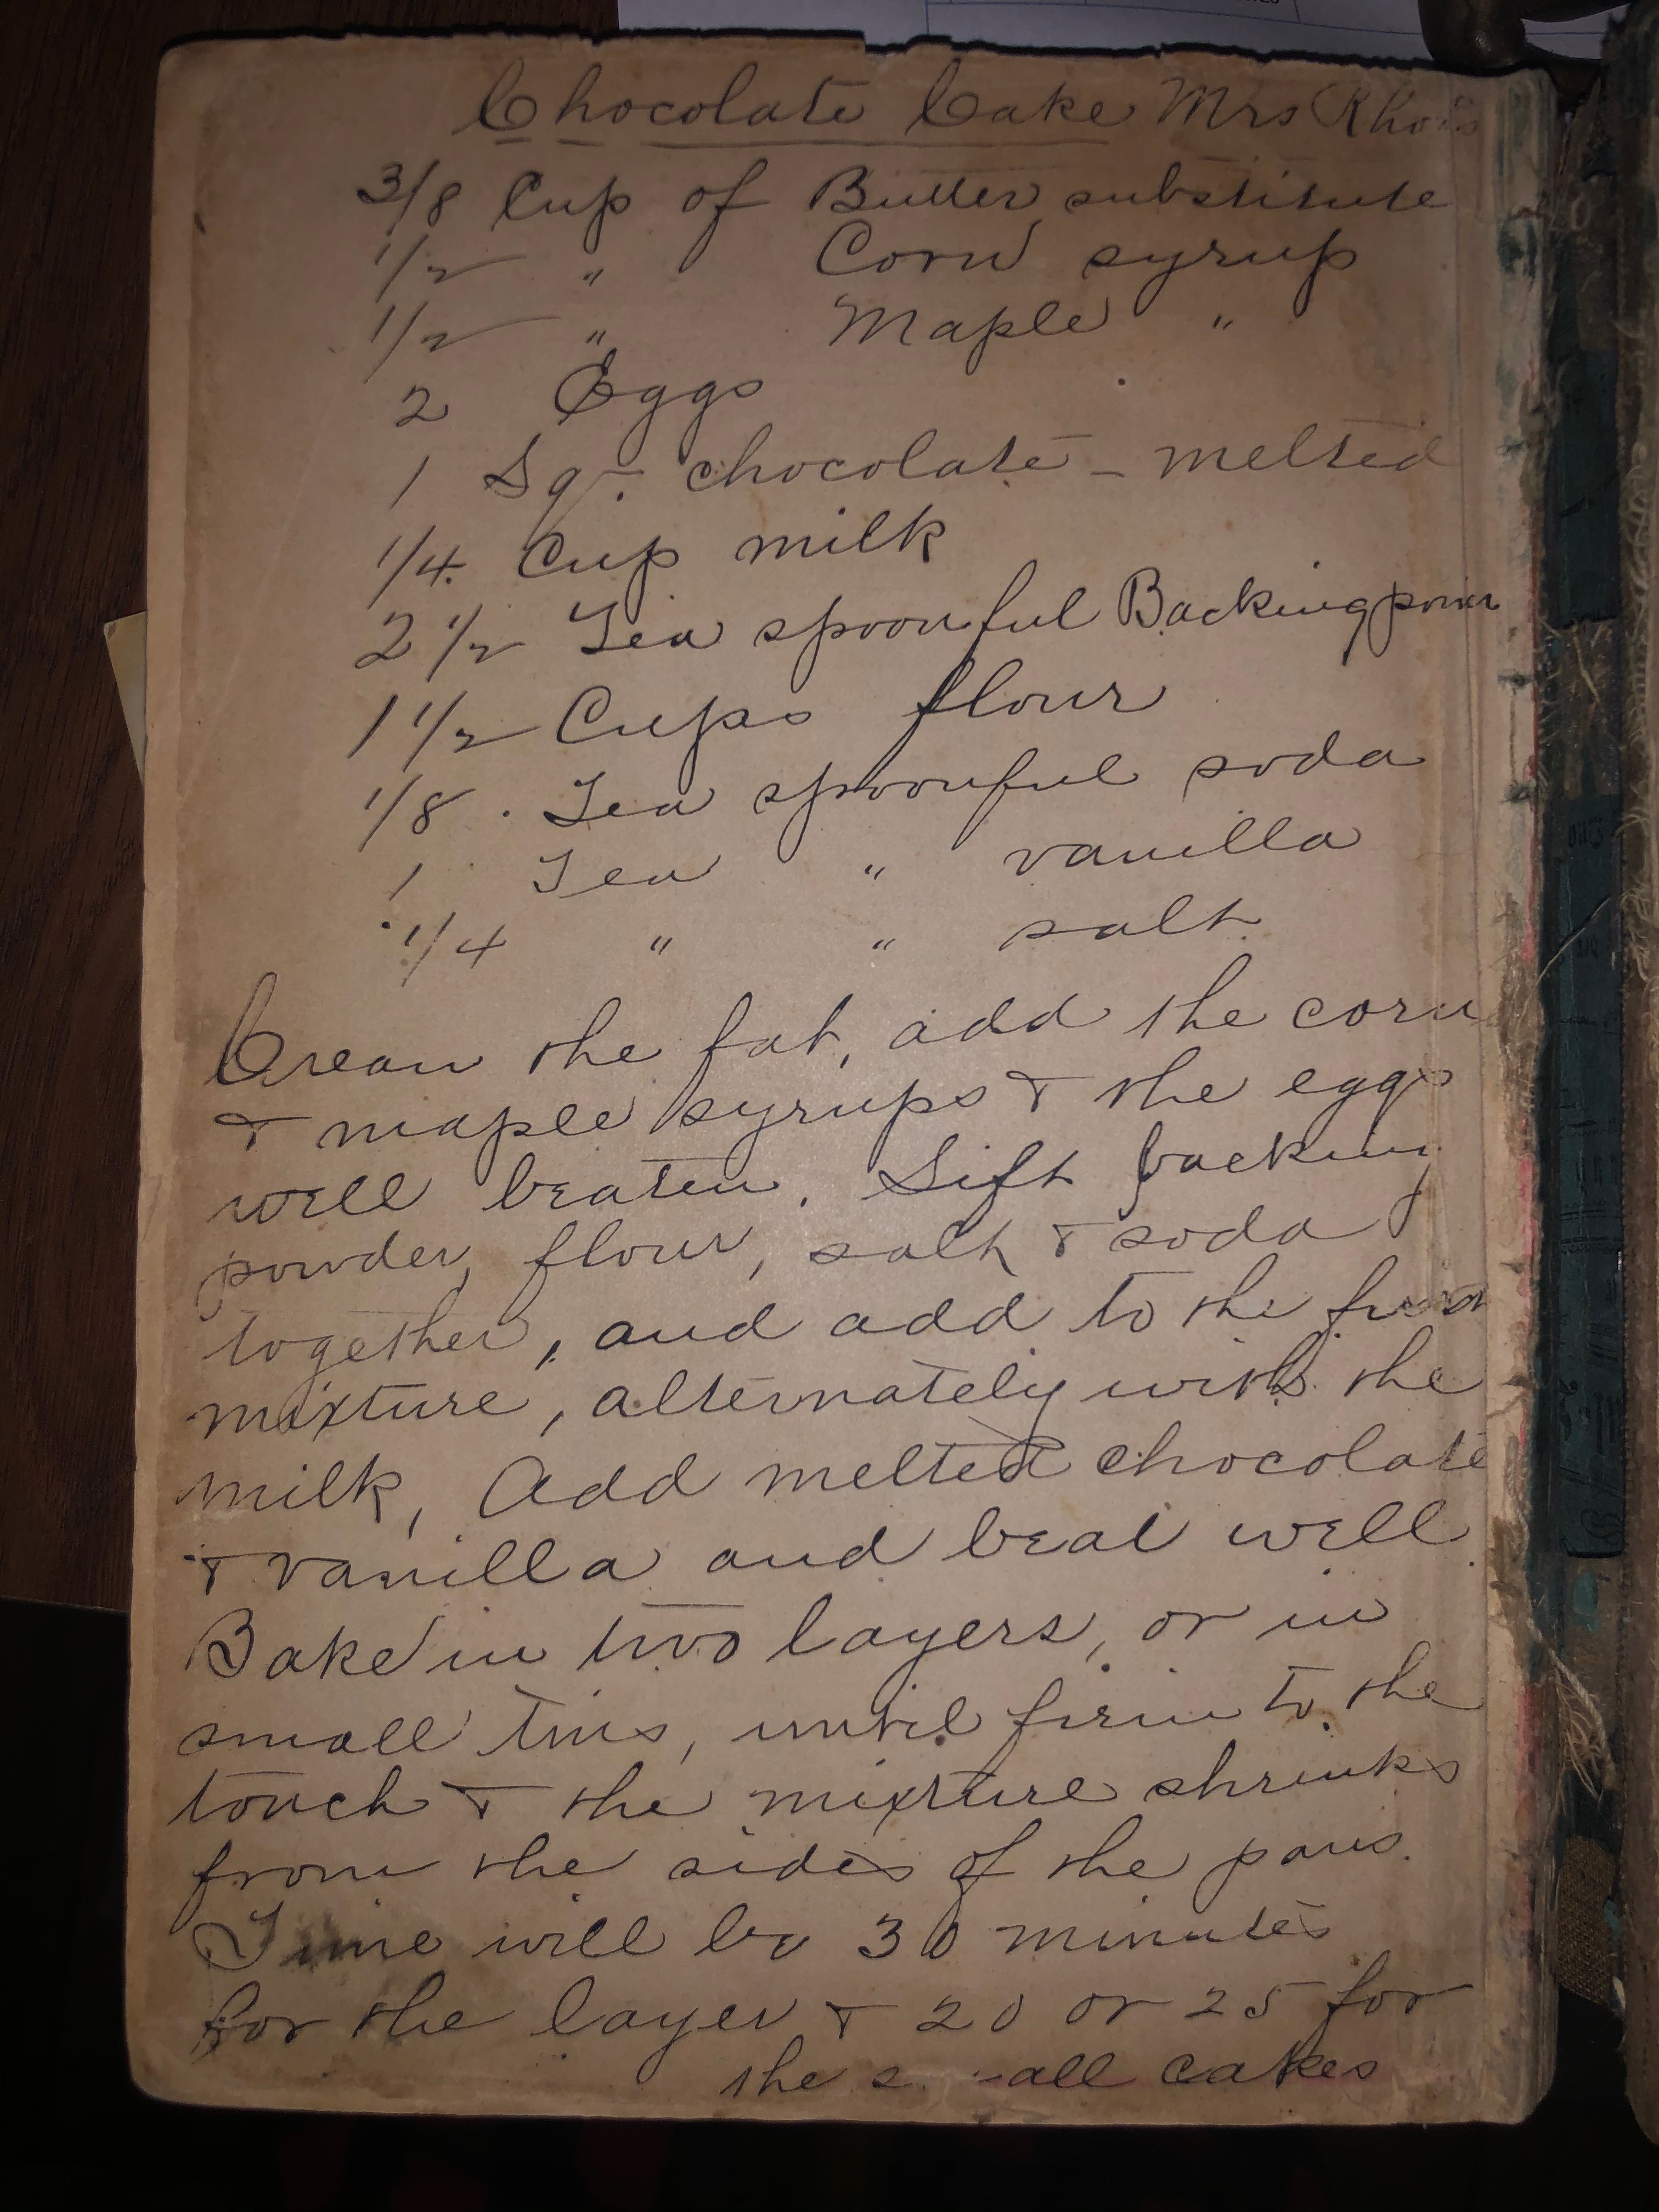 Chocolate Cake Mrs
3/8 Cup of Butter substitute
1/2 " Corn syrup
1/2 " Maple "
2 Eggs
1 Sq. chocolate - melted
1/4 Cup milk
2 1/2 Tea spoonful Backing
1 1/2 Cups flour
1/8 . Tea spoonful soda
1 Tea " vanilla
1/4 " " salt
Cream the fat, add the corn
& maple syrups & the eggs
well beaten. Sift backing
powder, flour, salt & soda
together, and add to the
mixture, alternately with the
milk, Add melted chocolate
& vanilla and beat well.
Bake in two layers, or in
small tins, until firm to the
touch & the mixture shrinks
from the sides of the pans.
Time will be 30 minutes
for the layer & 20 or 25 for
the small cakes